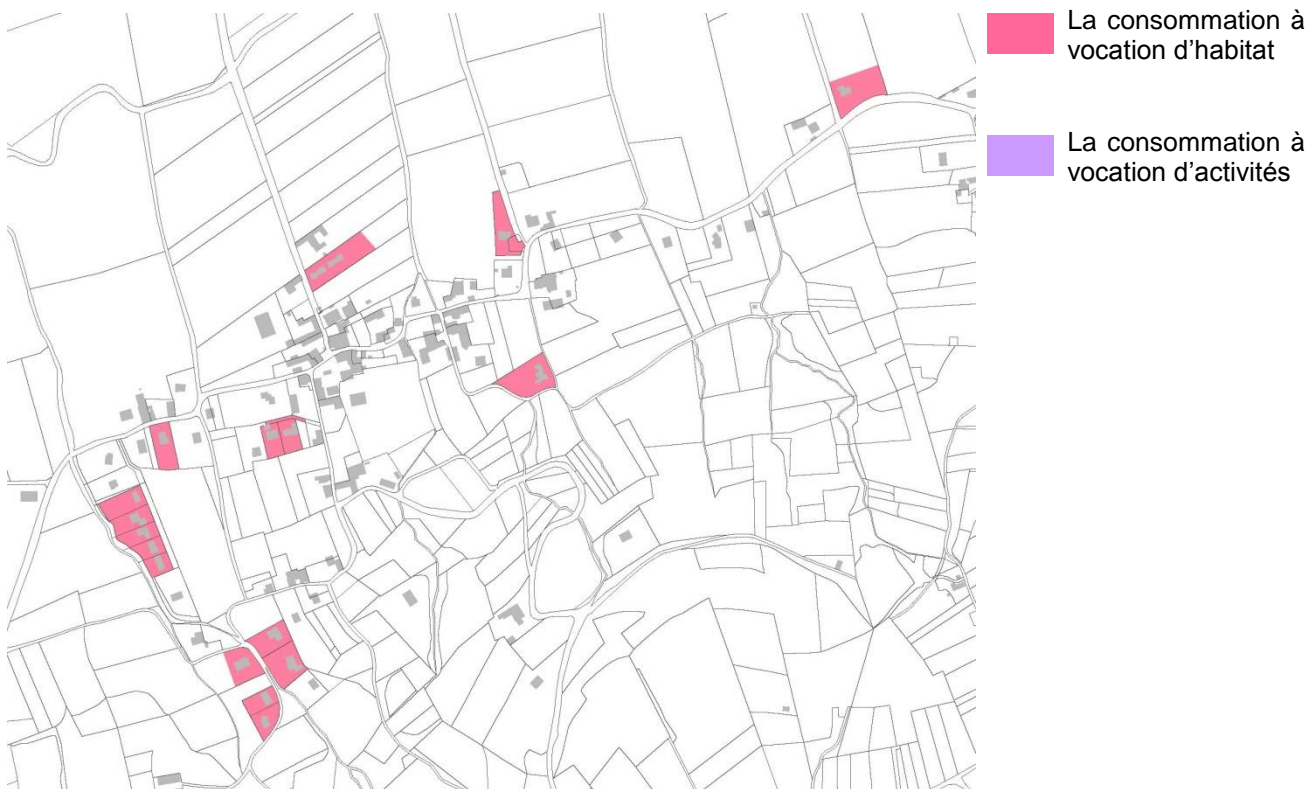 La consommation à
vocation d'habitat
La consommation à
vocation d'activités